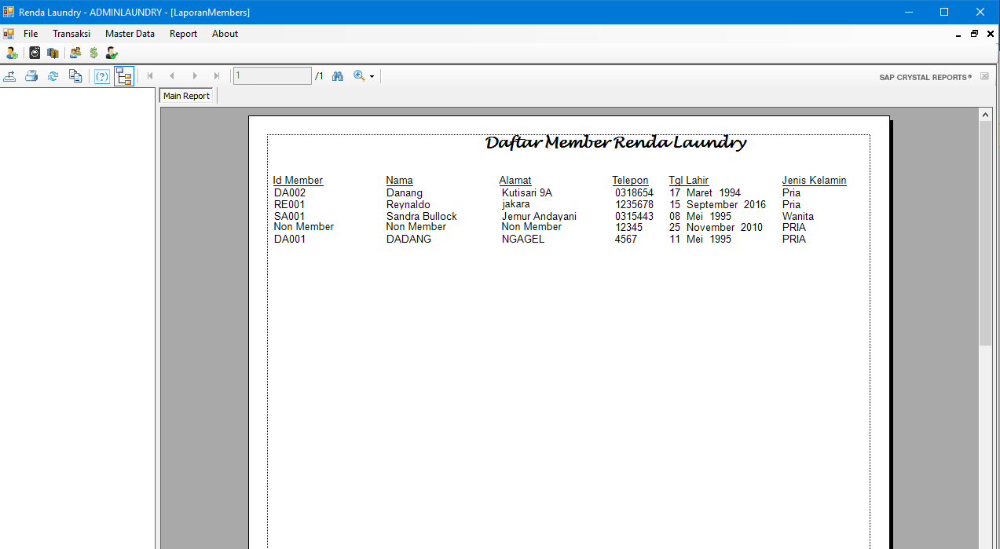 Renda Laundry - ADMINLAUNDRY - [LaporanMembers]
File Transaksi Master Data Report About
1 /1 SAP CRYSTAL REPORTS®
Main Report
Daftar Member Renda Laundry
Id Member Nama Alamat Telepon Tgl Lahir Jenis Kelamin
DA002 Danang Kutisari 9A 0318654 17 Maret 1994 Pria
RE001 Reynaldo jakara 1235678 15 September 2016 Pria
SA001 Sandra Bullock Jemur Andayani 0315443 08 Mei 1995 Wanita
Non Member Non Member Non Member 12345 25 November 2010 PRIA
DA001 DADANG NGAGEL 4567 11 Mei 1995 PRIA